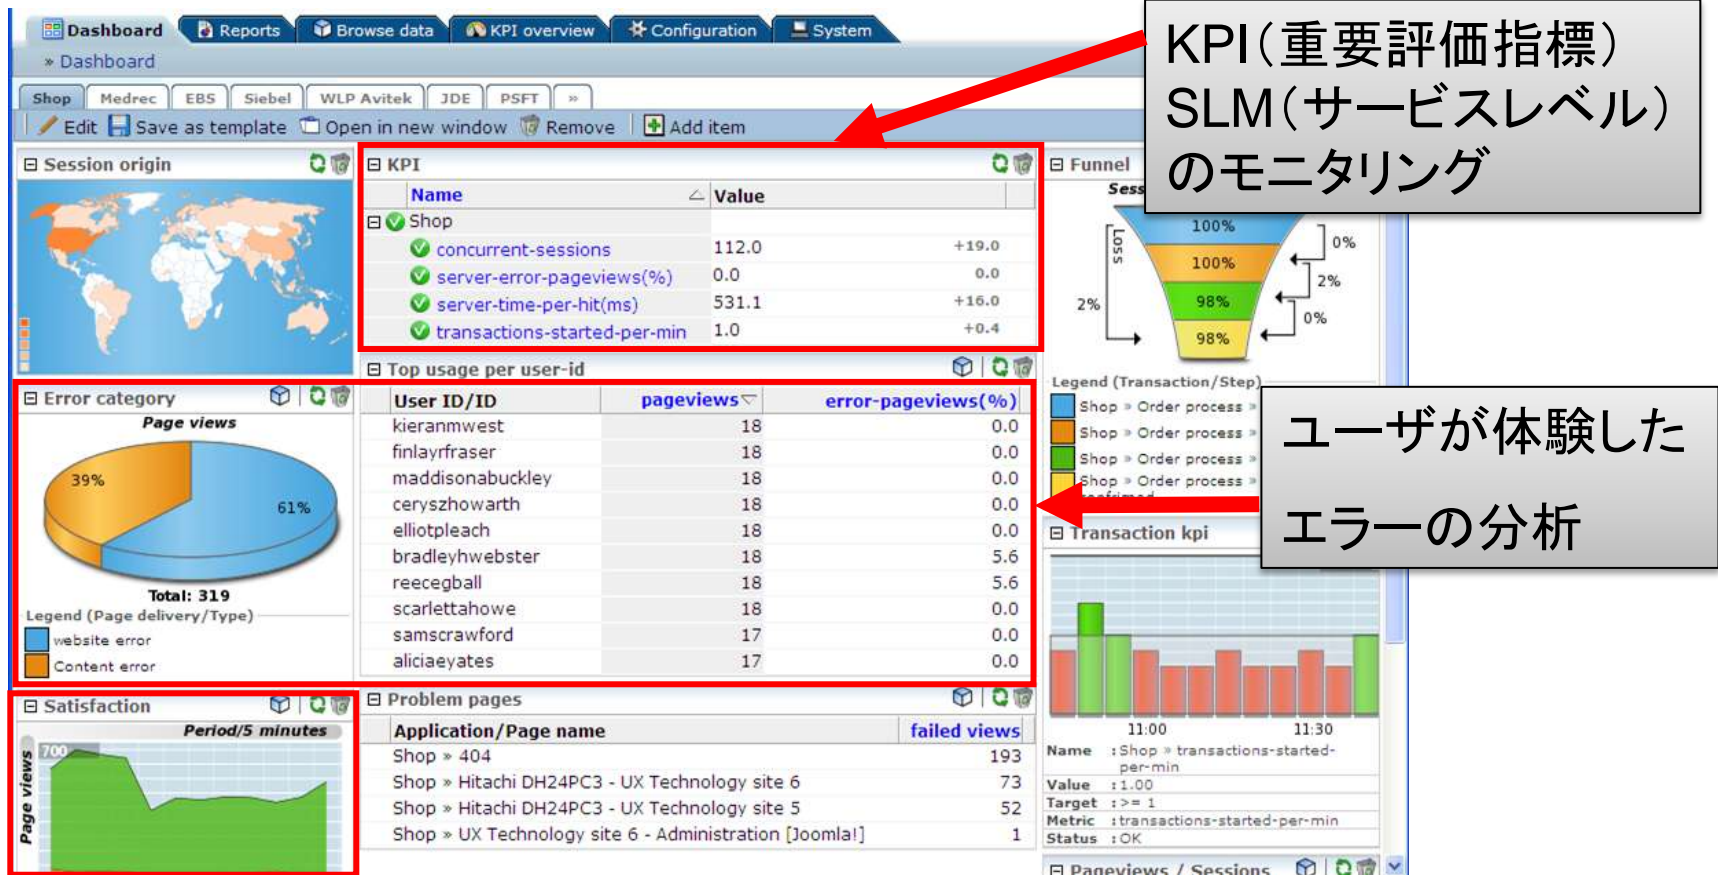 Dashboard Reports Browse data KPI overview Configuration System
» Dashboard
Shop Medrec EBS Siebel WLP Avitek JDE PSFT »
Edit Save as template Open in new window Remove Add item
KPI（重要評価指標）
SLM（サービスレベル）
のモニタリング
Session origin
KPI
Name Value
Shop
concurrent-sessions 112.0 +19.0
server-error-pageviews(%) 0.0 0.0
server-time-per-hit(ms) 531.1 +16.0
transactions-started-per-min 1.0 +0.4
Funnel
Sess
Loss
100%
100%
98%
98%
0%
2%
0%
2%
Legend (Transaction/Step)
Shop » Order process »
Shop » Order process »
Shop » Order process »
Shop » Order process »
ユーザが体験した
エラーの分析
Error category
Page views
39%
61%
Total: 319
Legend (Page delivery/Type)
website error
Content error
Top usage per user-id
User ID/ID pageviews error-pageviews(%)
kieranmwest 18 0.0
finlayrfraser 18 0.0
maddisonabuckley 18 0.0
ceryszhowarth 18 0.0
elliotpleach 18 0.0
bradleyhwebster 18 5.6
reecegball 18 5.6
scarlettahowe 18 0.0
samscrawford 17 0.0
aliciaeyates 17 0.0
Transaction kpi
11:00 11:30
Name : Shop » transactions-started-
per-min
Value : 1.00
Target : >= 1
Metric : transactions-started-per-min
Status : OK
Satisfaction
Period/5 minutes
700
Page views
Problem pages
Application/Page name failed views
Shop » 404 193
Shop » Hitachi DH24PC3 - UX Technology site 6 73
Shop » Hitachi DH24PC3 - UX Technology site 5 52
Shop » UX Technology site 6 - Administration [Joomla!] 1
Pageviews / Sessions